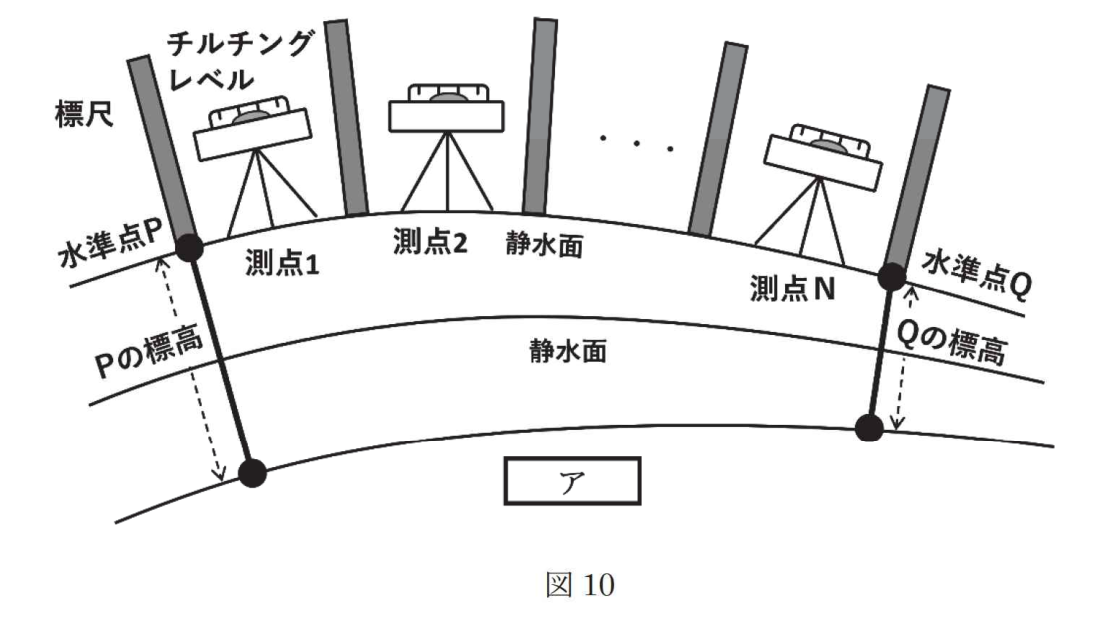 チルチング
レベル
標尺
水準点P
測点1
測点2
静水面
測点N
水準点Q
Pの標高
静水面
Qの標高
ア
図 10